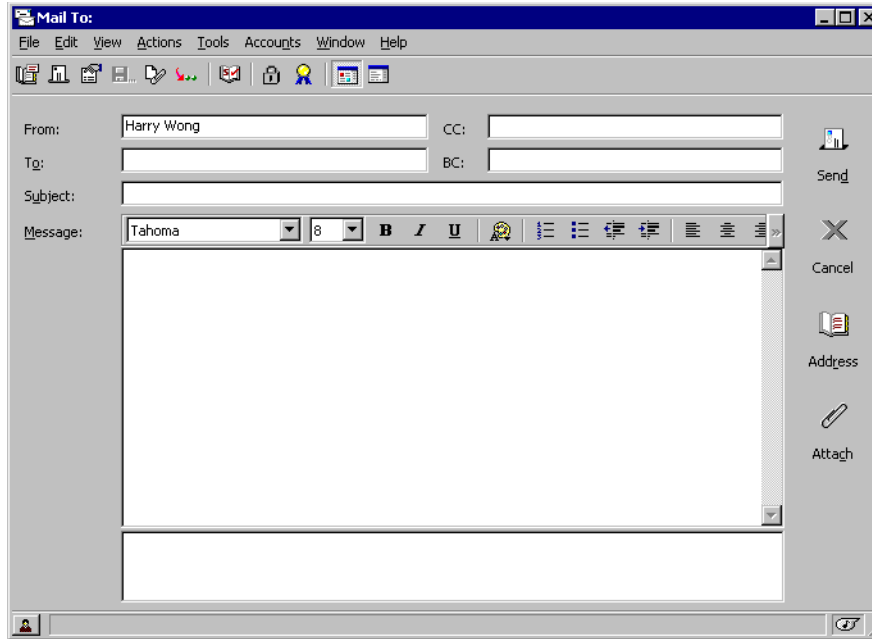 Mail To:
File Edit View Actions Tools Accounts Window Help
From: Harry Wong CC:
To: BC:
Subject:
Message: Tahoma 8 B I U
Send
Cancel
Address
Attach